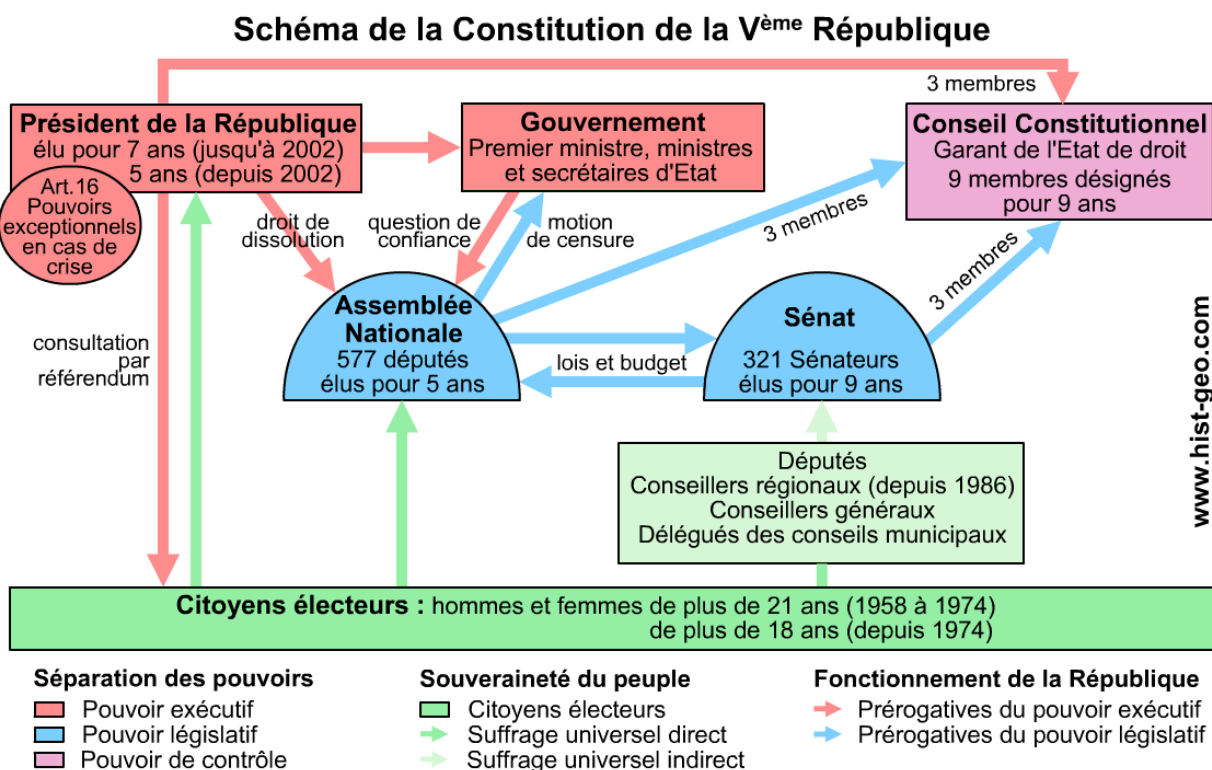 Schéma de la Constitution de la Vème République
3 membres
Président de la République
élu pour 7 ans (jusqu'à 2002)
5 ans (depuis 2002)
Art.16
Pouvoirs
exceptionnels
en cas de
crise
Gouvernement
Premier ministre, ministres
et secrétaires d'Etat
Conseil Constitutionnel
Garant de l'Etat de droit
9 membres désignés
pour 9 ans
droit de
dissolution
question de
confiance
motion
de censure
3 membres
3 membres
consultation
par
référendum
Assemblée
Nationale
577 députés
élus pour 5 ans
lois et budget
Sénat
321 Sénateurs
élus pour 9 ans
Députés
Conseillers régionaux (depuis 1986)
Conseillers généraux
Délégués des conseils municipaux
www.hist-geo.com
Citoyens électeurs : hommes et femmes de plus de 21 ans (1958 à 1974)
de plus de 18 ans (depuis 1974)
Séparation des pouvoirs
Pouvoir exécutif
Pouvoir législatif
Pouvoir de contrôle
Souveraineté du peuple
Citoyens électeurs
Suffrage universel direct
Suffrage universel indirect
Fonctionnement de la République
Prérogatives du pouvoir exécutif
Prérogatives du pouvoir législatif